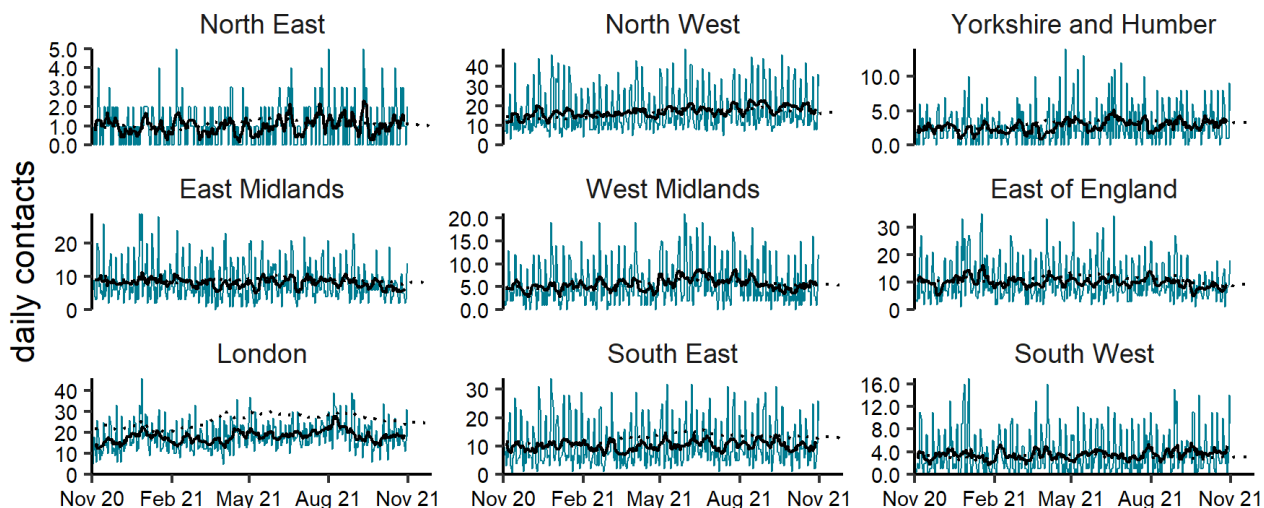 North East North West Yorkshire and Humber
5.0 4.0 3.0 2.0 1.0 0.0
40 30 20 10 0
10.0 5.0 0.0
daily contacts
East Midlands West Midlands East of England
20 10 0
20.0 15.0 10.0 5.0 0.0
30 20 10 0
London South East South West
40 30 20 10 0
30 20 10 0
16.0 12.0 8.0 4.0 0.0
Nov 20 Feb 21 May 21 Aug 21 Nov 21 Nov 20 Feb 21 May 21 Aug 21 Nov 21 Nov 20 Feb 21 May 21 Aug 21 Nov 21